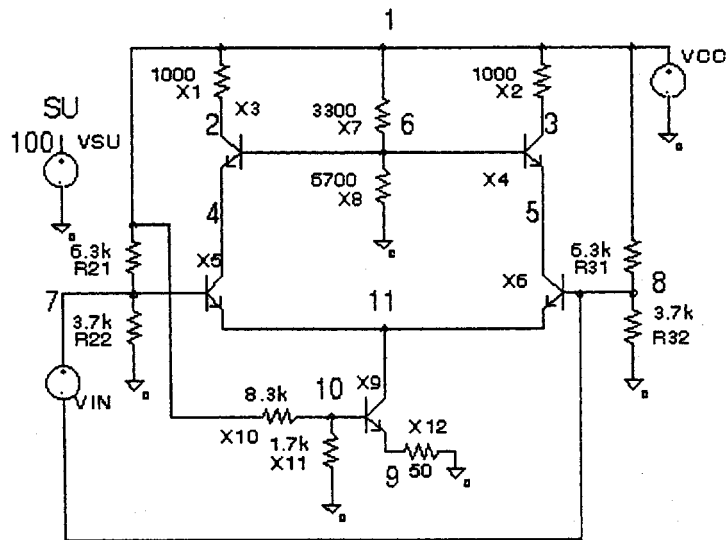 1
1000
X1
1000
X2
VCC
SU
100
VSU
2
X3
3300
X7
6
3
6700
X8
X4
4
5
6.3k
R21
X5
X6
6.3k
R31
8
7
3.7k
R22
11
3.7k
R32
VIN
8.3k
10
X9
X10
1.7k
X11
X12
9
50